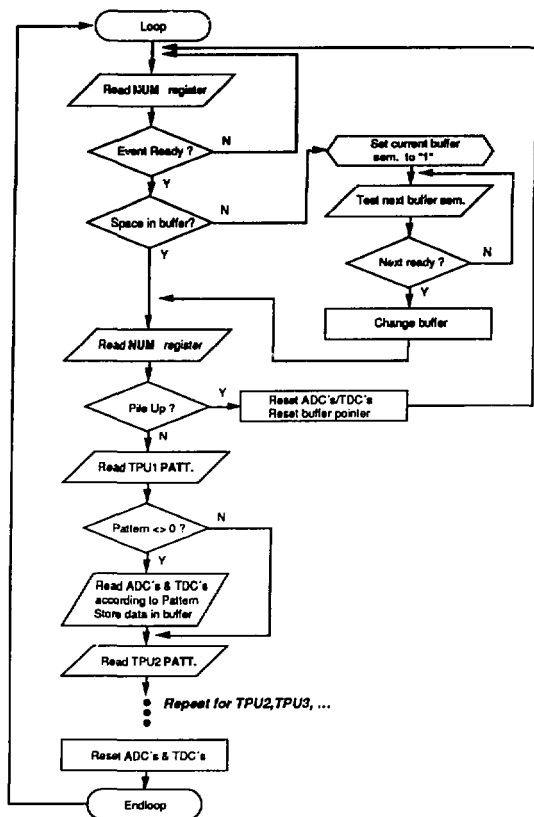 Loop
Read NUM register
Event Ready ?
N
Y
Set current buffer
sem. to "1"
Space in buffer?
N
Y
Test next buffer sem.
Next ready ?
N
Y
Change buffer
Read NUM register
Pile Up ?
Y
N
Reset ADC's/TDC's
Reset buffer pointer
Read TPU1 PATT.
Pattern <> 0 ?
N
Y
Read ADC's & TDC's
according to Pattern
Store data in buffer
Read TPU2 PATT.
Repeat for TPU2,TPU3, ...
Reset ADC's & TDC's
Endloop